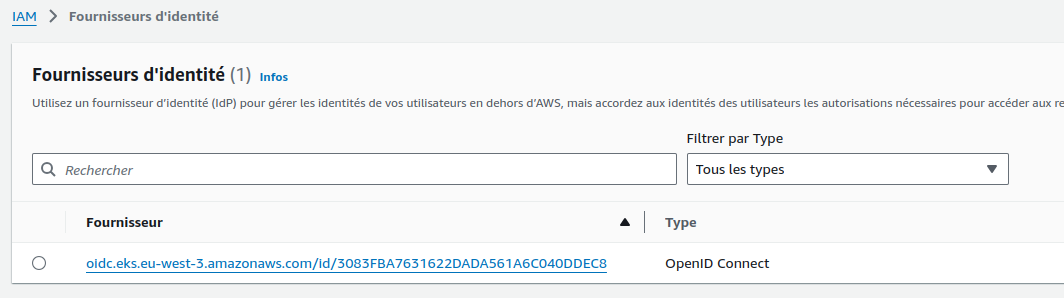 IAM > Fournisseurs d'identité
Fournisseurs d'identité (1) Infos
Utilisez un fournisseur d'identité (IdP) pour gérer les identités de vos utilisateurs en dehors d'AWS, mais accordez aux identités des utilisateurs les autorisations nécessaires pour accéder aux re
Filtrer par Type
Rechercher
Tous les types
Fournisseur
Type
oidc.eks.eu-west-3.amazonaws.com/id/3083FBA7631622DADA561A6C040DDEC8
OpenID Connect